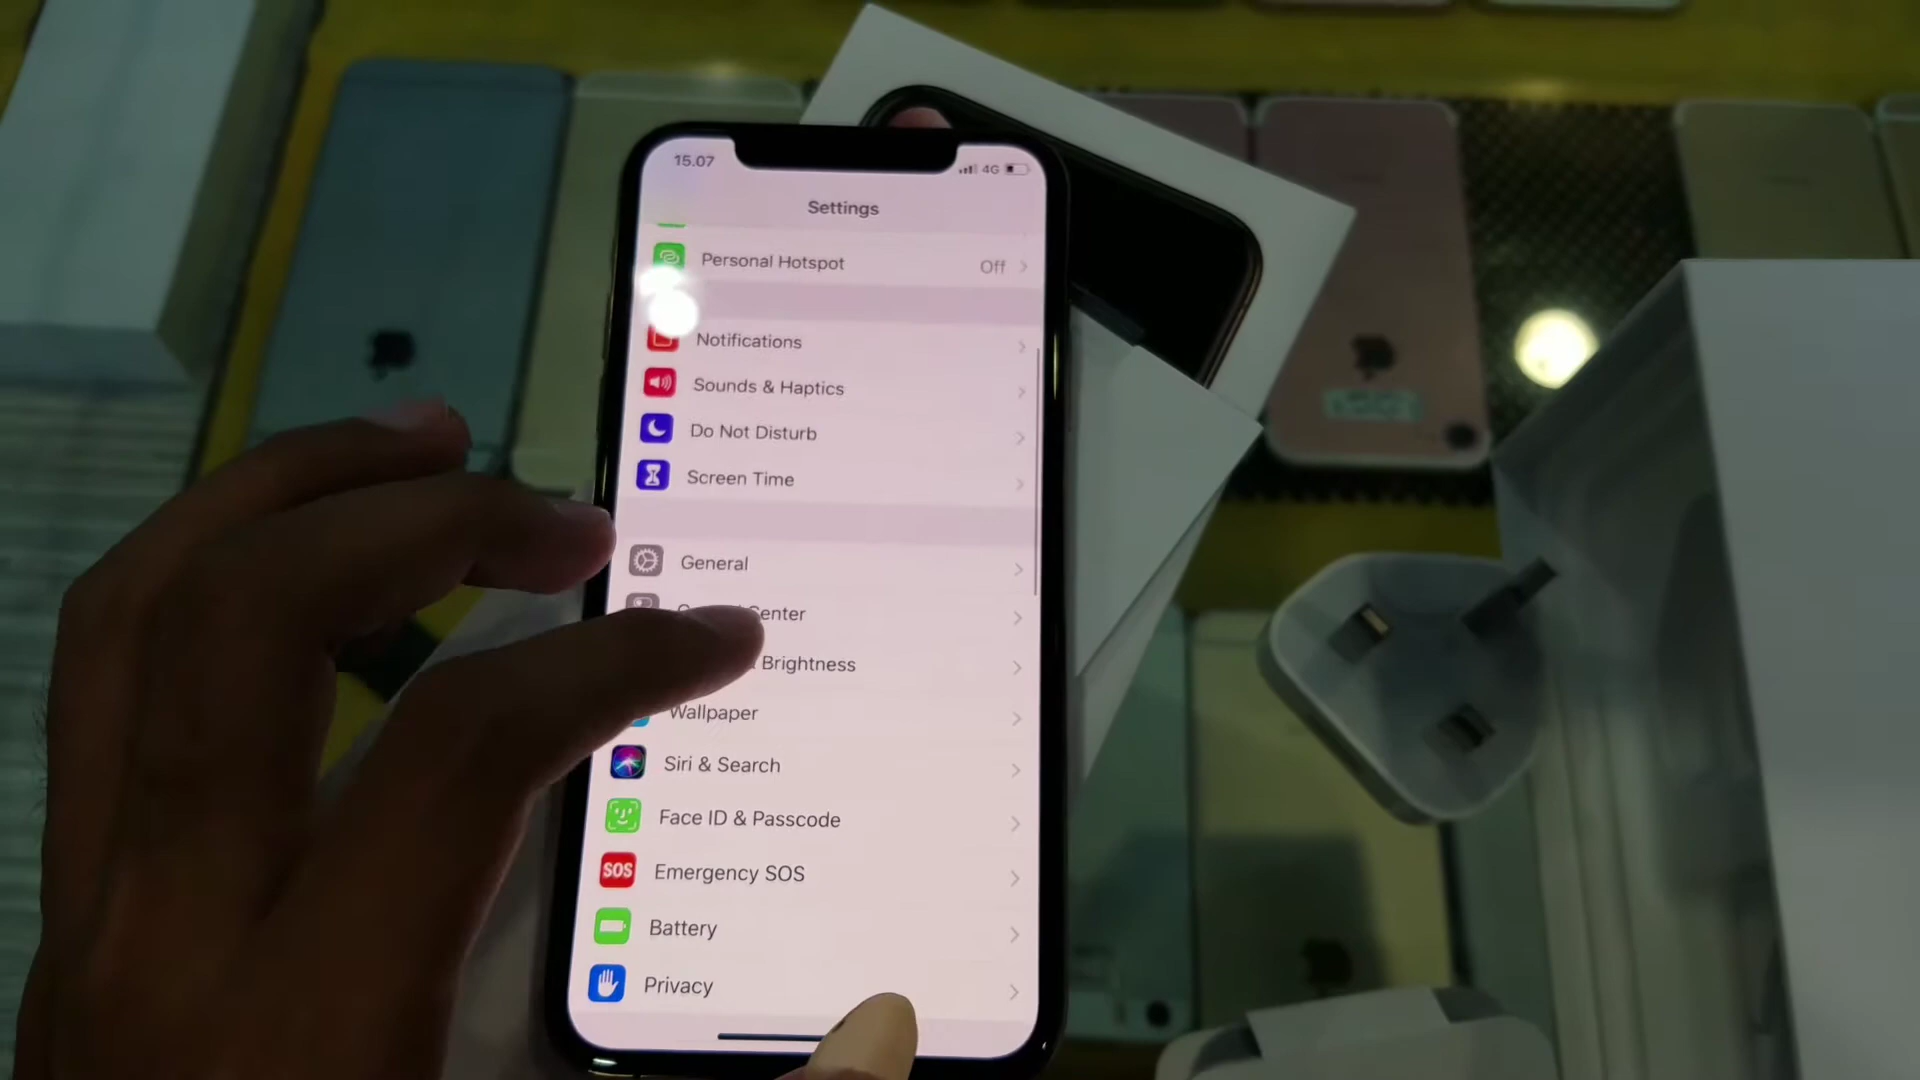 15.07
4G
Settings
Personal Hotspot Off
Notifications
Sounds & Haptics
Do Not Disturb
Screen Time
General
Center
Brightness
Wallpaper
Siri & Search
Face ID & Passcode
SOS Emergency SOS
Battery
Privacy